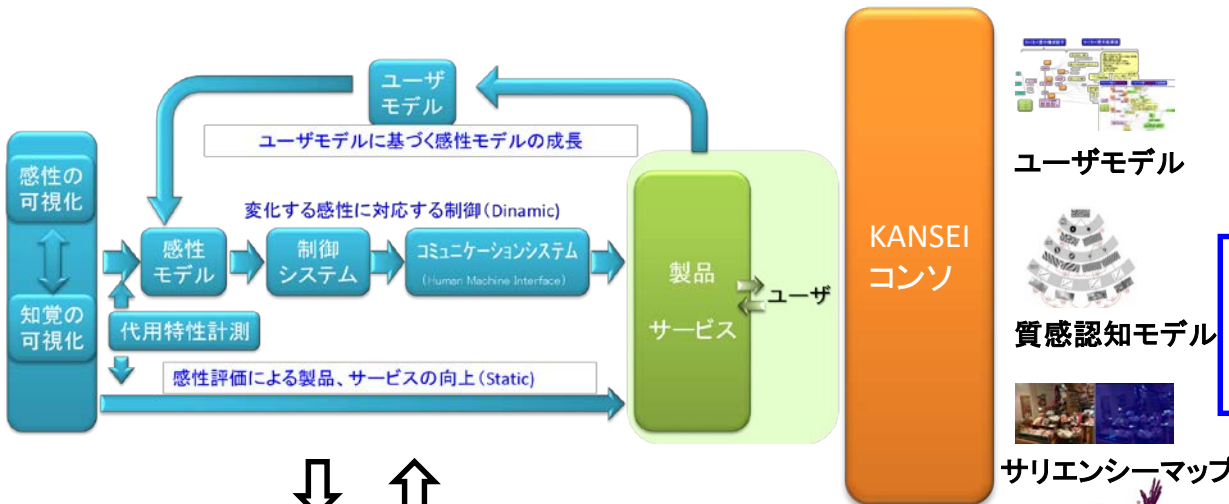 ユーザ
モデル
ユーザモデルに基づく感性モデルの成長
感性の
可視化
知覚の
可視化
変化する感性に対応する制御(Dinamic)
感性
モデル
制御
システム
コミュニケーションシステム
(Human Machine Interface)
代用特性計測
感性評価による製品、サービスの向上(Static)
製品
サービス
ユーザ
KANSEI
コンソ
ユーザモデル
質感認知モデル
サリエンシーマップ